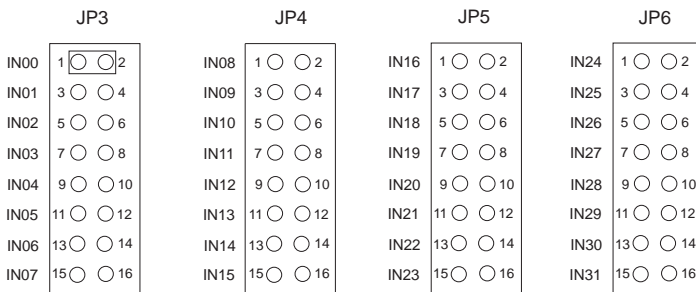 JP3 JP4 JP5 JP6
IN00 1 2 IN08 1 2 IN16 1 2 IN24 1 2
IN01 3 4 IN09 3 4 IN17 3 4 IN25 3 4
IN02 5 6 IN10 5 6 IN18 5 6 IN26 5 6
IN03 7 8 IN11 7 8 IN19 7 8 IN27 7 8
IN04 9 10 IN12 9 10 IN20 9 10 IN28 9 10
IN05 11 12 IN13 11 12 IN21 11 12 IN29 11 12
IN06 13 14 IN14 13 14 IN22 13 14 IN30 13 14
IN07 15 16 IN15 15 16 IN23 15 16 IN31 15 16